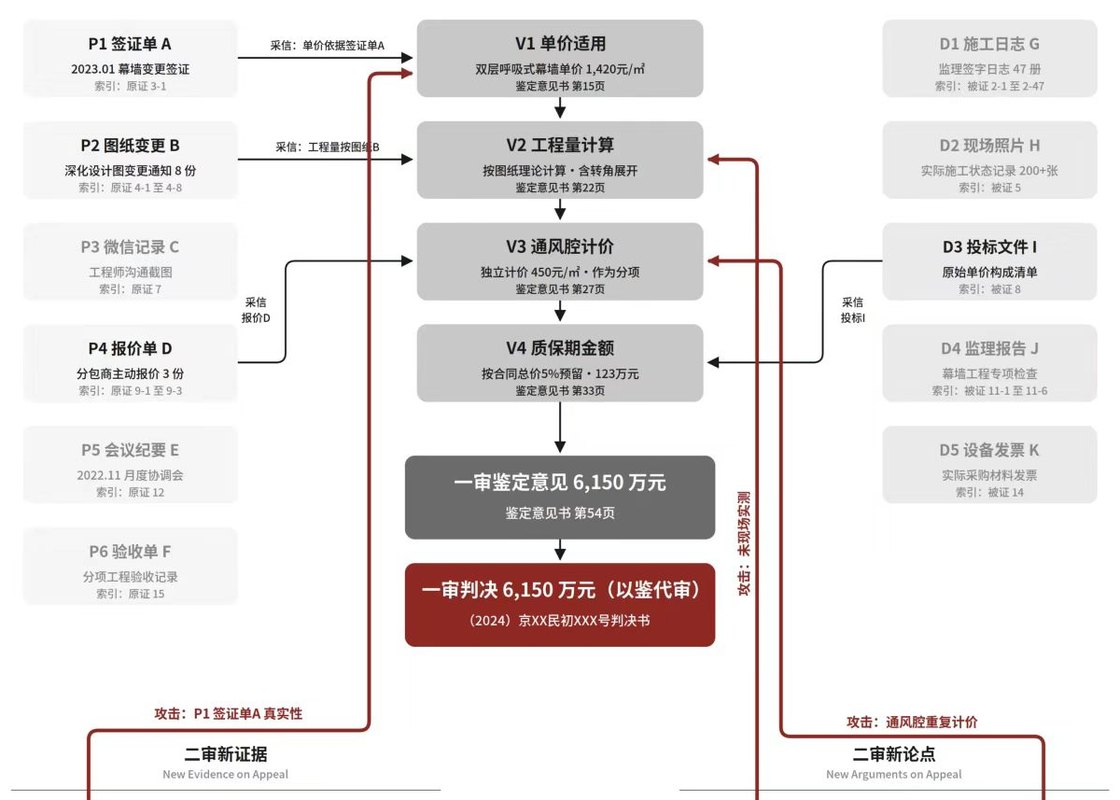 P1 签证单 A
2023.01 幕墙变更签证
索引：原证 3-1
采信：单价依据签证单A
V1 单价适用
双层呼吸式幕墙单价 1,420元/㎡
鉴定意见书 第15页
D1 施工日志 G
监理签字日志 47 册
索引：被证 2-1 至 2-47
P2 图纸变更 B
深化设计图变更通知 8 份
索引：原证 4-1 至 4-8
采信：工程量按图纸B
V2 工程量计算
按图纸理论计算·含转角展开
鉴定意见书 第22页
D2 现场照片 H
实际施工状态记录 200+张
索引：被证 5
P3 微信记录 C
工程师沟通截图
索引：原证 7
V3 通风腔计价
独立计价 450元/㎡·作为分项
鉴定意见书 第27页
D3 投标文件 I
原始单价构成清单
索引：被证 8
采信
报价D
采信
投标I
P4 报价单 D
分包商主动报价 3 份
索引：原证 9-1 至 9-3
V4 质保期金额
按合同总价5%预留·123万元
鉴定意见书 第33页
D4 监理报告 J
幕墙工程专项检查
索引：被证 11-1 至 11-6
P5 会议纪要 E
2022.11 月度协调会
索引：原证 12
一审鉴定意见 6,150 万元
鉴定意见书 第54页
D5 设备发票 K
实际采购材料发票
索引：被证 14
P6 验收单 F
分项工程验收记录
索引：原证 15
一审判决 6,150 万元（以鉴代审）
（2024）京XX民初XXX号判决书
攻击：未现场实测
攻击：P1 签证单A 真实性
攻击：通风腔重复计价
二审新证据
New Evidence on Appeal
二审新论点
New Arguments on Appeal